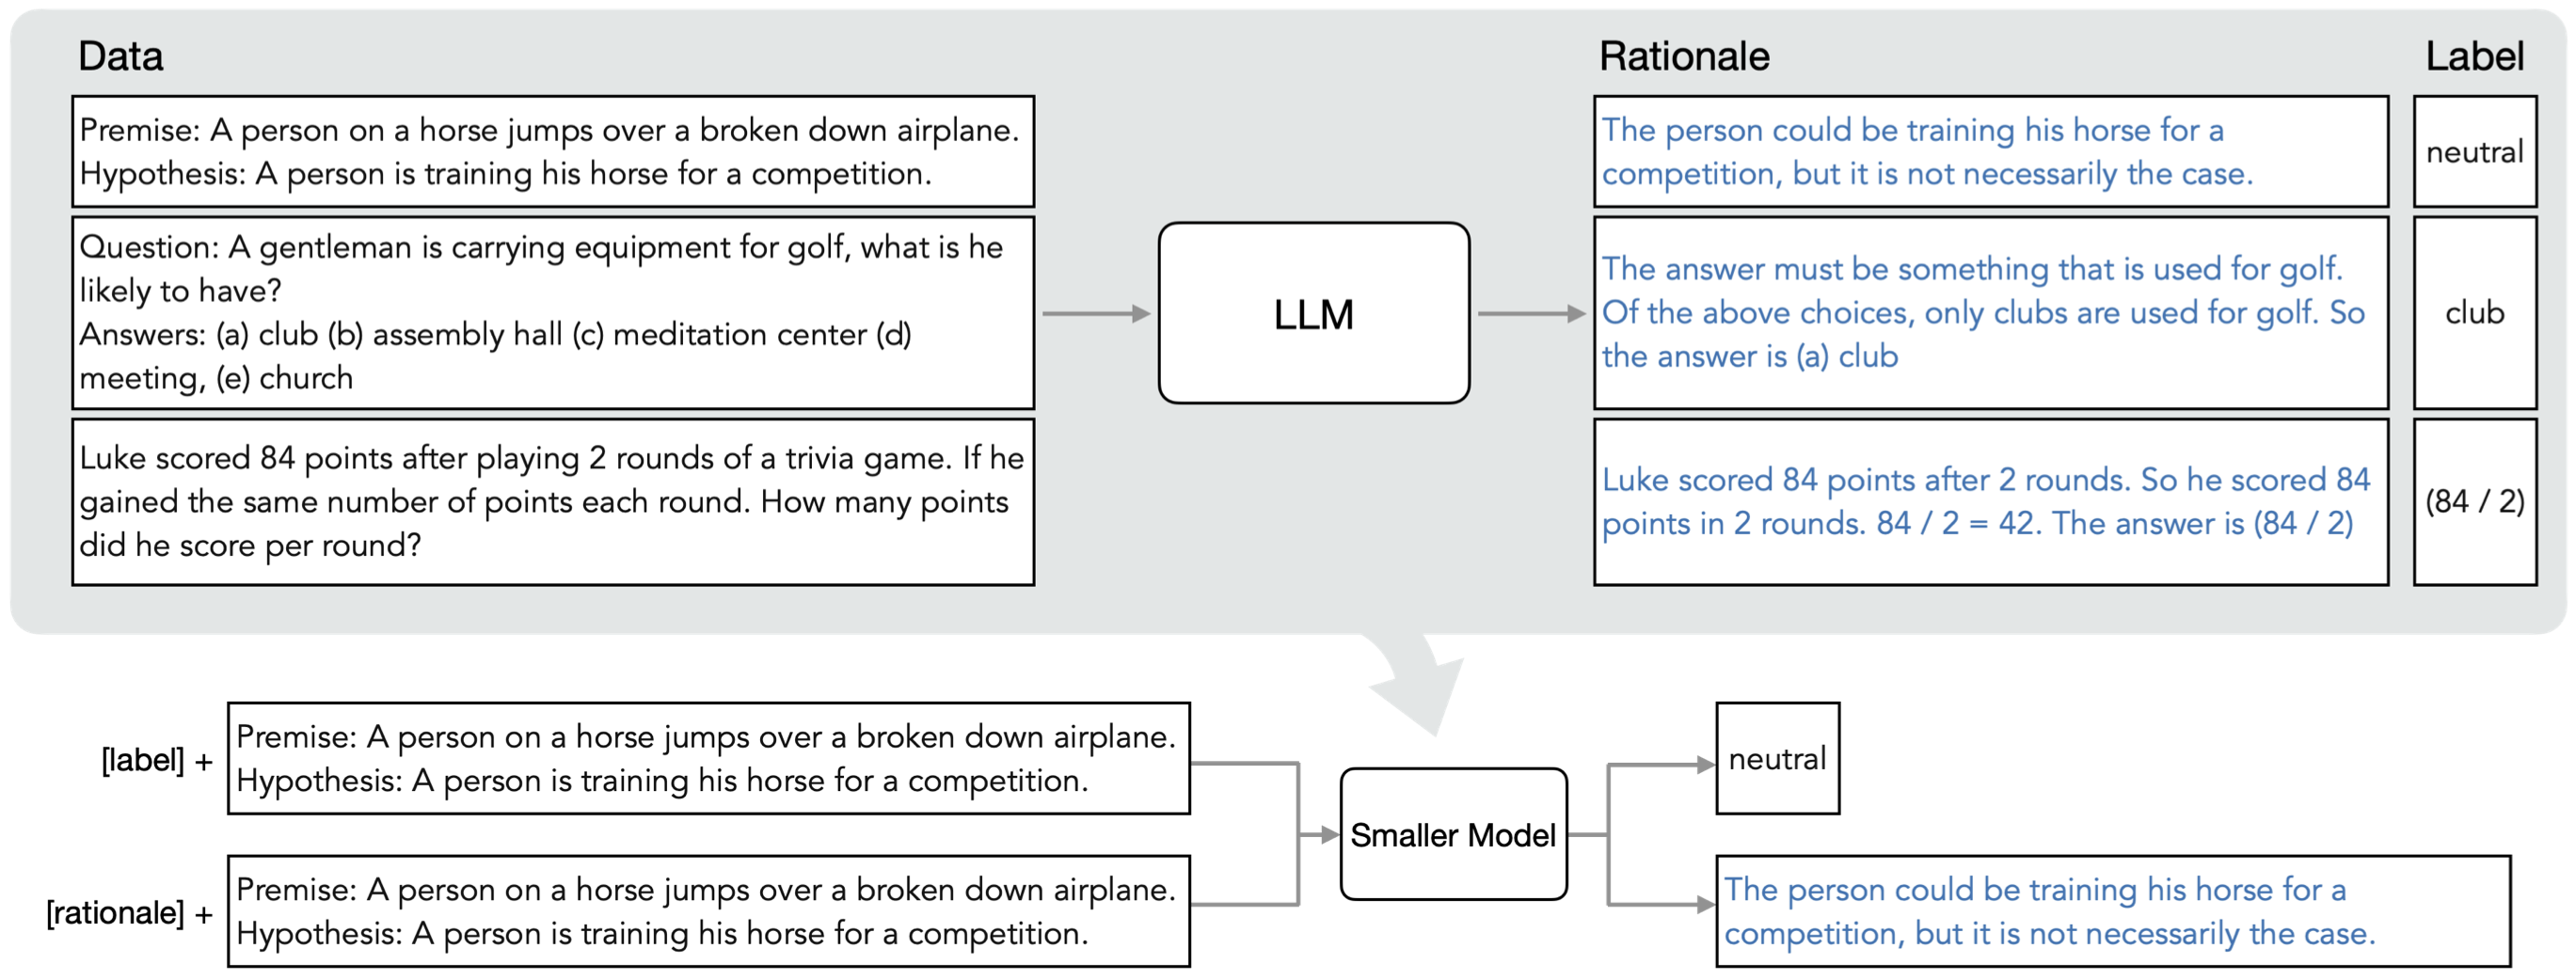 Data
Rationale
Label
Premise: A person on a horse jumps over a broken down airplane.
Hypothesis: A person is training his horse for a competition.
The person could be training his horse for a
competition, but it is not necessarily the case.
neutral
Question: A gentleman is carrying equipment for golf, what is he
likely to have?
Answers: (a) club (b) assembly hall (c) meditation center (d)
meeting, (e) church
LLM
The answer must be something that is used for golf.
Of the above choices, only clubs are used for golf. So
the answer is (a) club
club
Luke scored 84 points after playing 2 rounds of a trivia game. If he
gained the same number of points each round. How many points
did he score per round?
Luke scored 84 points after 2 rounds. So he scored 84
points in 2 rounds. 84 / 2 = 42. The answer is (84 / 2)
(84 / 2)
[label] +
Premise: A person on a horse jumps over a broken down airplane.
Hypothesis: A person is training his horse for a competition.
neutral
Smaller Model
[rationale] +
Premise: A person on a horse jumps over a broken down airplane.
Hypothesis: A person is training his horse for a competition.
The person could be training his horse for a
competition, but it is not necessarily the case.